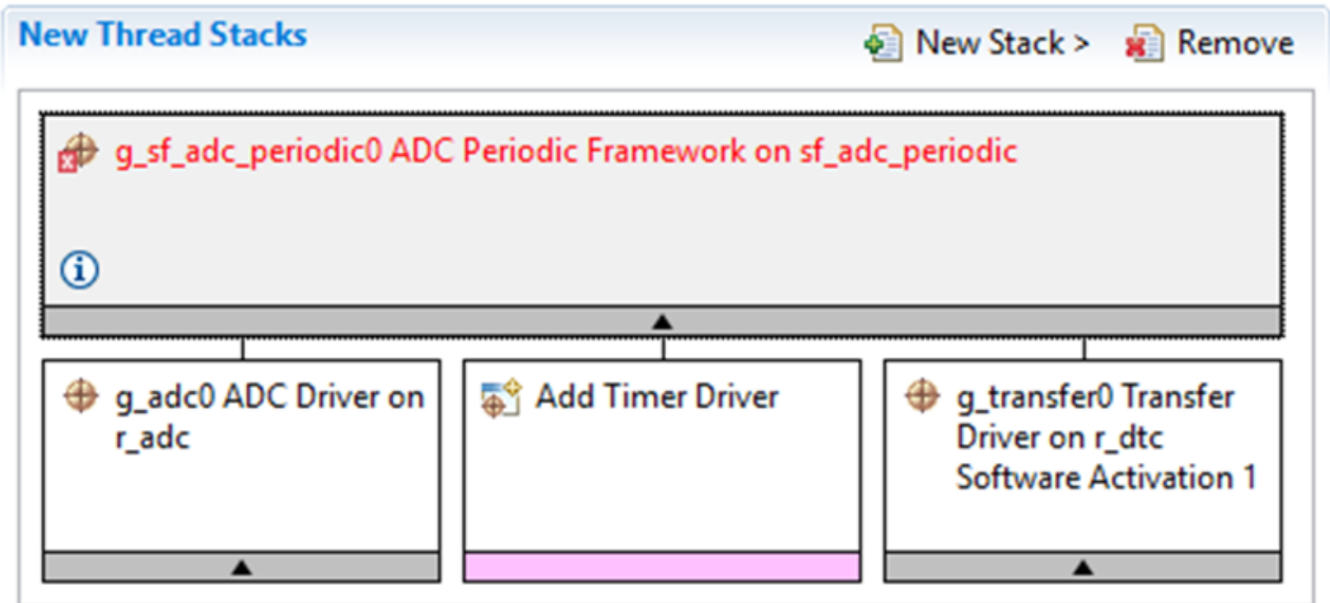 New Thread Stacks
New Stack >
Remove
g_sf_adc_periodic0 ADC Periodic Framework on sf_adc_periodic
g_adc0 ADC Driver on
r_adc
Add Timer Driver
g_transfer0 Transfer
Driver on r_dtc
Software Activation 1